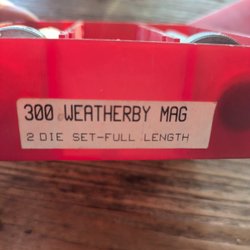 300 WEATHERBY MAG
2 DIE SET-FULL LENGTH